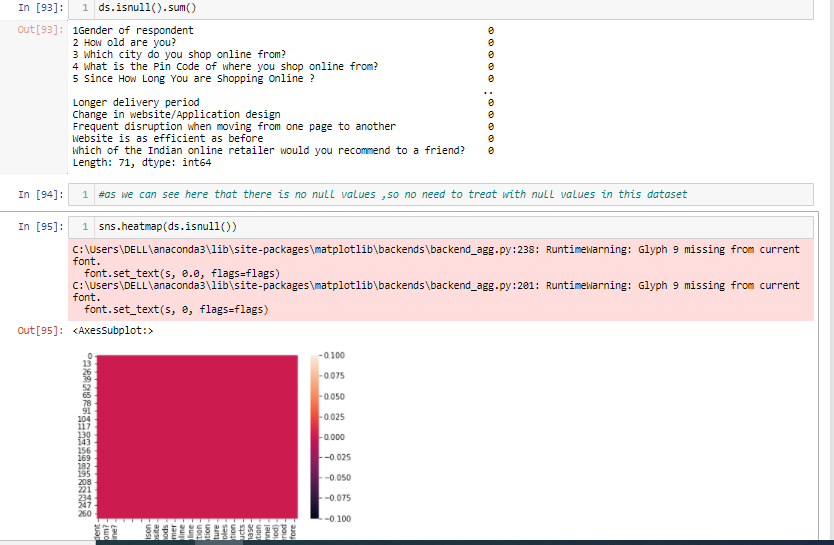 In [93]: 1 ds.isnull().sum()
Out[93]: 1Gender of respondent 0
2 How old are you? 0
3 Which city do you shop online from? 0
4 What is the Pin Code of where you shop online from? 0
5 Since How Long You are Shopping Online ? 0
..
Longer delivery period 0
Change in website/Application design 0
Frequent disruption when moving from one page to another 0
Website is as efficient as before 0
Which of the Indian online retailer would you recommend to a friend? 0
Length: 71, dtype: int64
In [94]: 1 #as we can see here that there is no null values ,so no need to treat with null values in this dataset
In [95]: 1 sns.heatmap(ds.isnull())
C:\Users\DELL\anaconda3\lib\site-packages\matplotlib\backends\backend_agg.py:238: RuntimeWarning: Glyph 9 missing from current
font.
font.set_text(s, 0.0, flags=flags)
C:\Users\DELL\anaconda3\lib\site-packages\matplotlib\backends\backend_agg.py:201: RuntimeWarning: Glyph 9 missing from current
font.
font.set_text(s, 0, flags=flags)
Out[95]: <AxesSubplot:>
0
13
26
39
52
65
78
91
104
117
130
143
156
169
182
195
208
221
234
247
260
0.100
0.075
0.050
0.025
0.000
-0.025
-0.050
-0.075
-0.100